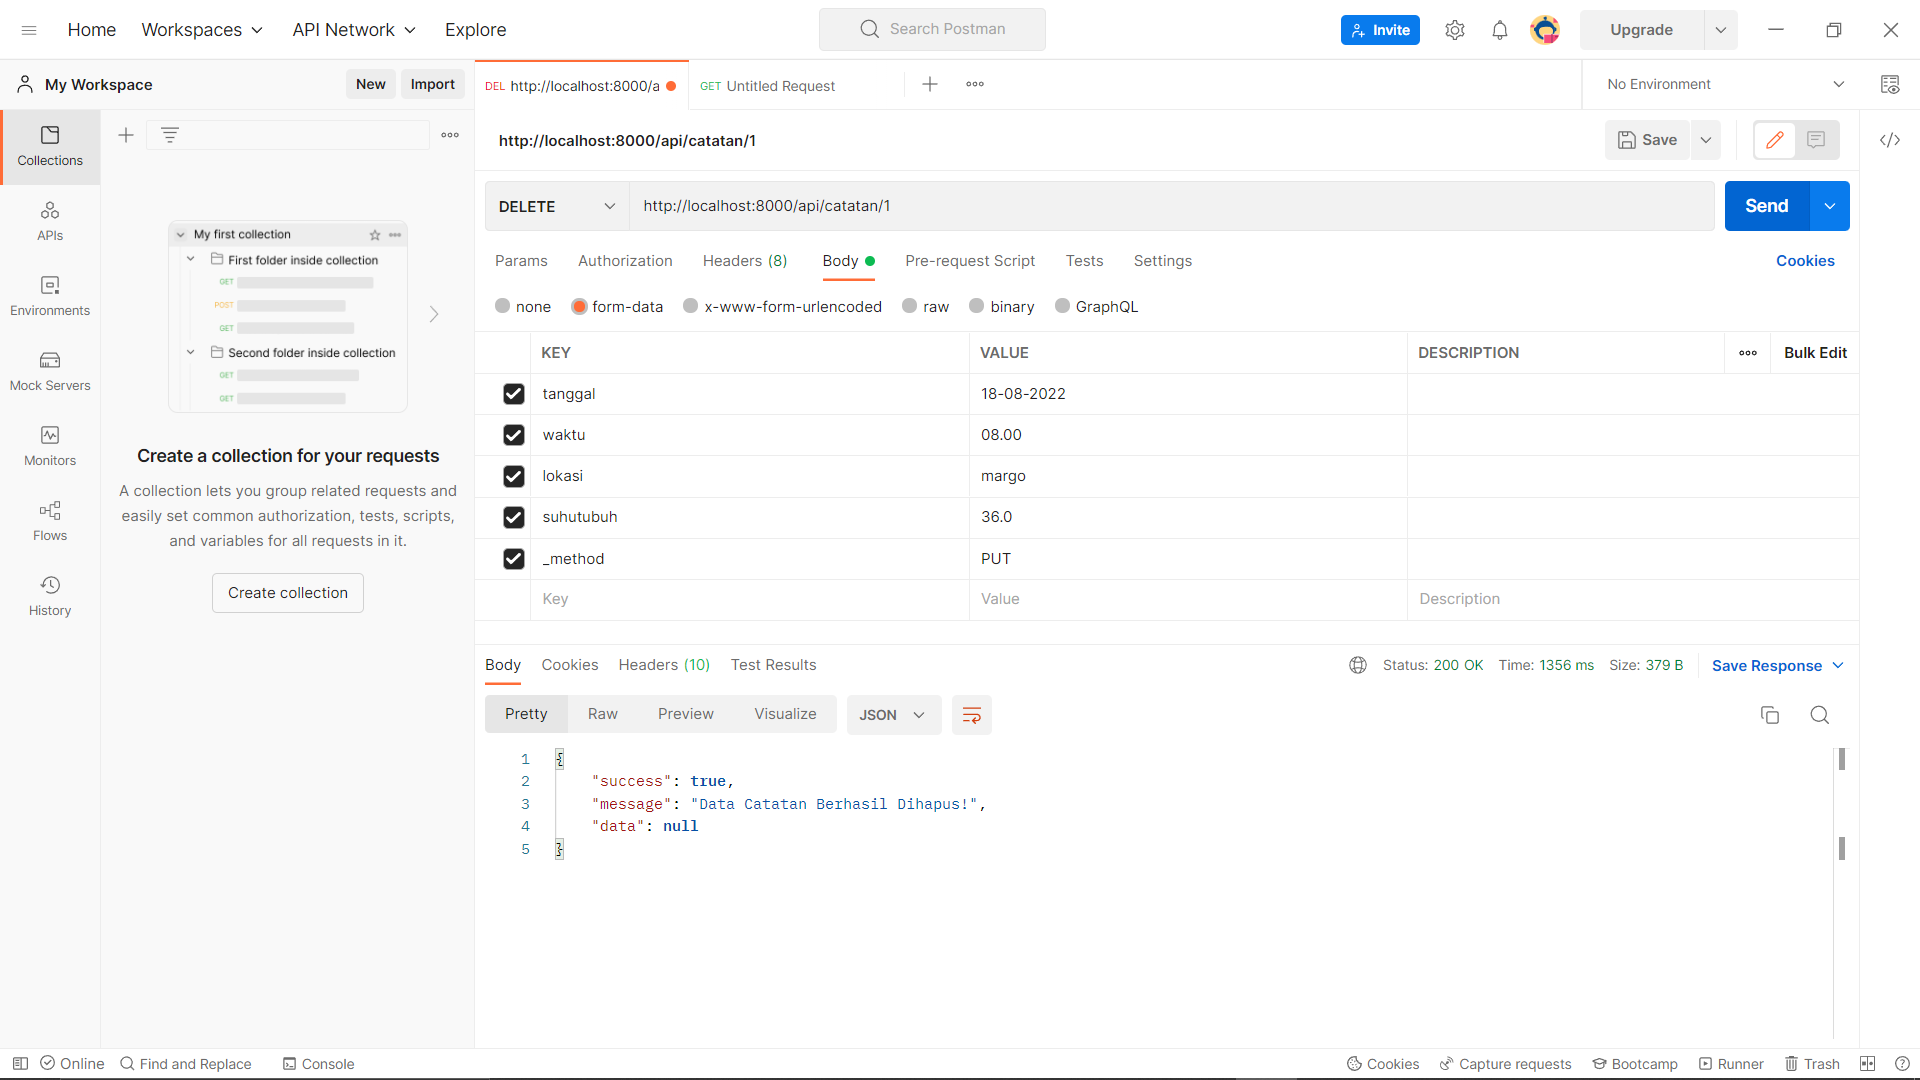 Home
Workspaces
API Network
Explore
Search Postman
Invite
Upgrade
My Workspace
New
Import
DEL http://localhost:8000/a
GET Untitled Request
No Environment
Collections
APIs
Environments
Mock Servers
Monitors
Flows
History
My first collection
First folder inside collection
GET
POST
GET
Second folder inside collection
GET
GET
Create a collection for your requests
A collection lets you group related requests and
easily set common authorization, tests, scripts,
and variables for all requests in it.
Create collection
http://localhost:8000/api/catatan/1
Save
DELETE
http://localhost:8000/api/catatan/1
Send
Params
Authorization
Headers (8)
Body
Pre-request Script
Tests
Settings
Cookies
none
form-data
x-www-form-urlencoded
raw
binary
GraphQL
KEY VALUE DESCRIPTION Bulk Edit
tanggal 18-08-2022
waktu 08.00
lokasi margo
suhutubuh 36.0
_method PUT
Key Value Description
Body
Cookies
Headers (10)
Test Results
Status: 200 OK
Time: 1356 ms
Size: 379 B
Save Response
Pretty
Raw
Preview
Visualize
JSON
1 {
2 "success": true,
3 "message": "Data Catatan Berhasil Dihapus!",
4 "data": null
5 }
Online
Find and Replace
Console
Cookies
Capture requests
Bootcamp
Runner
Trash